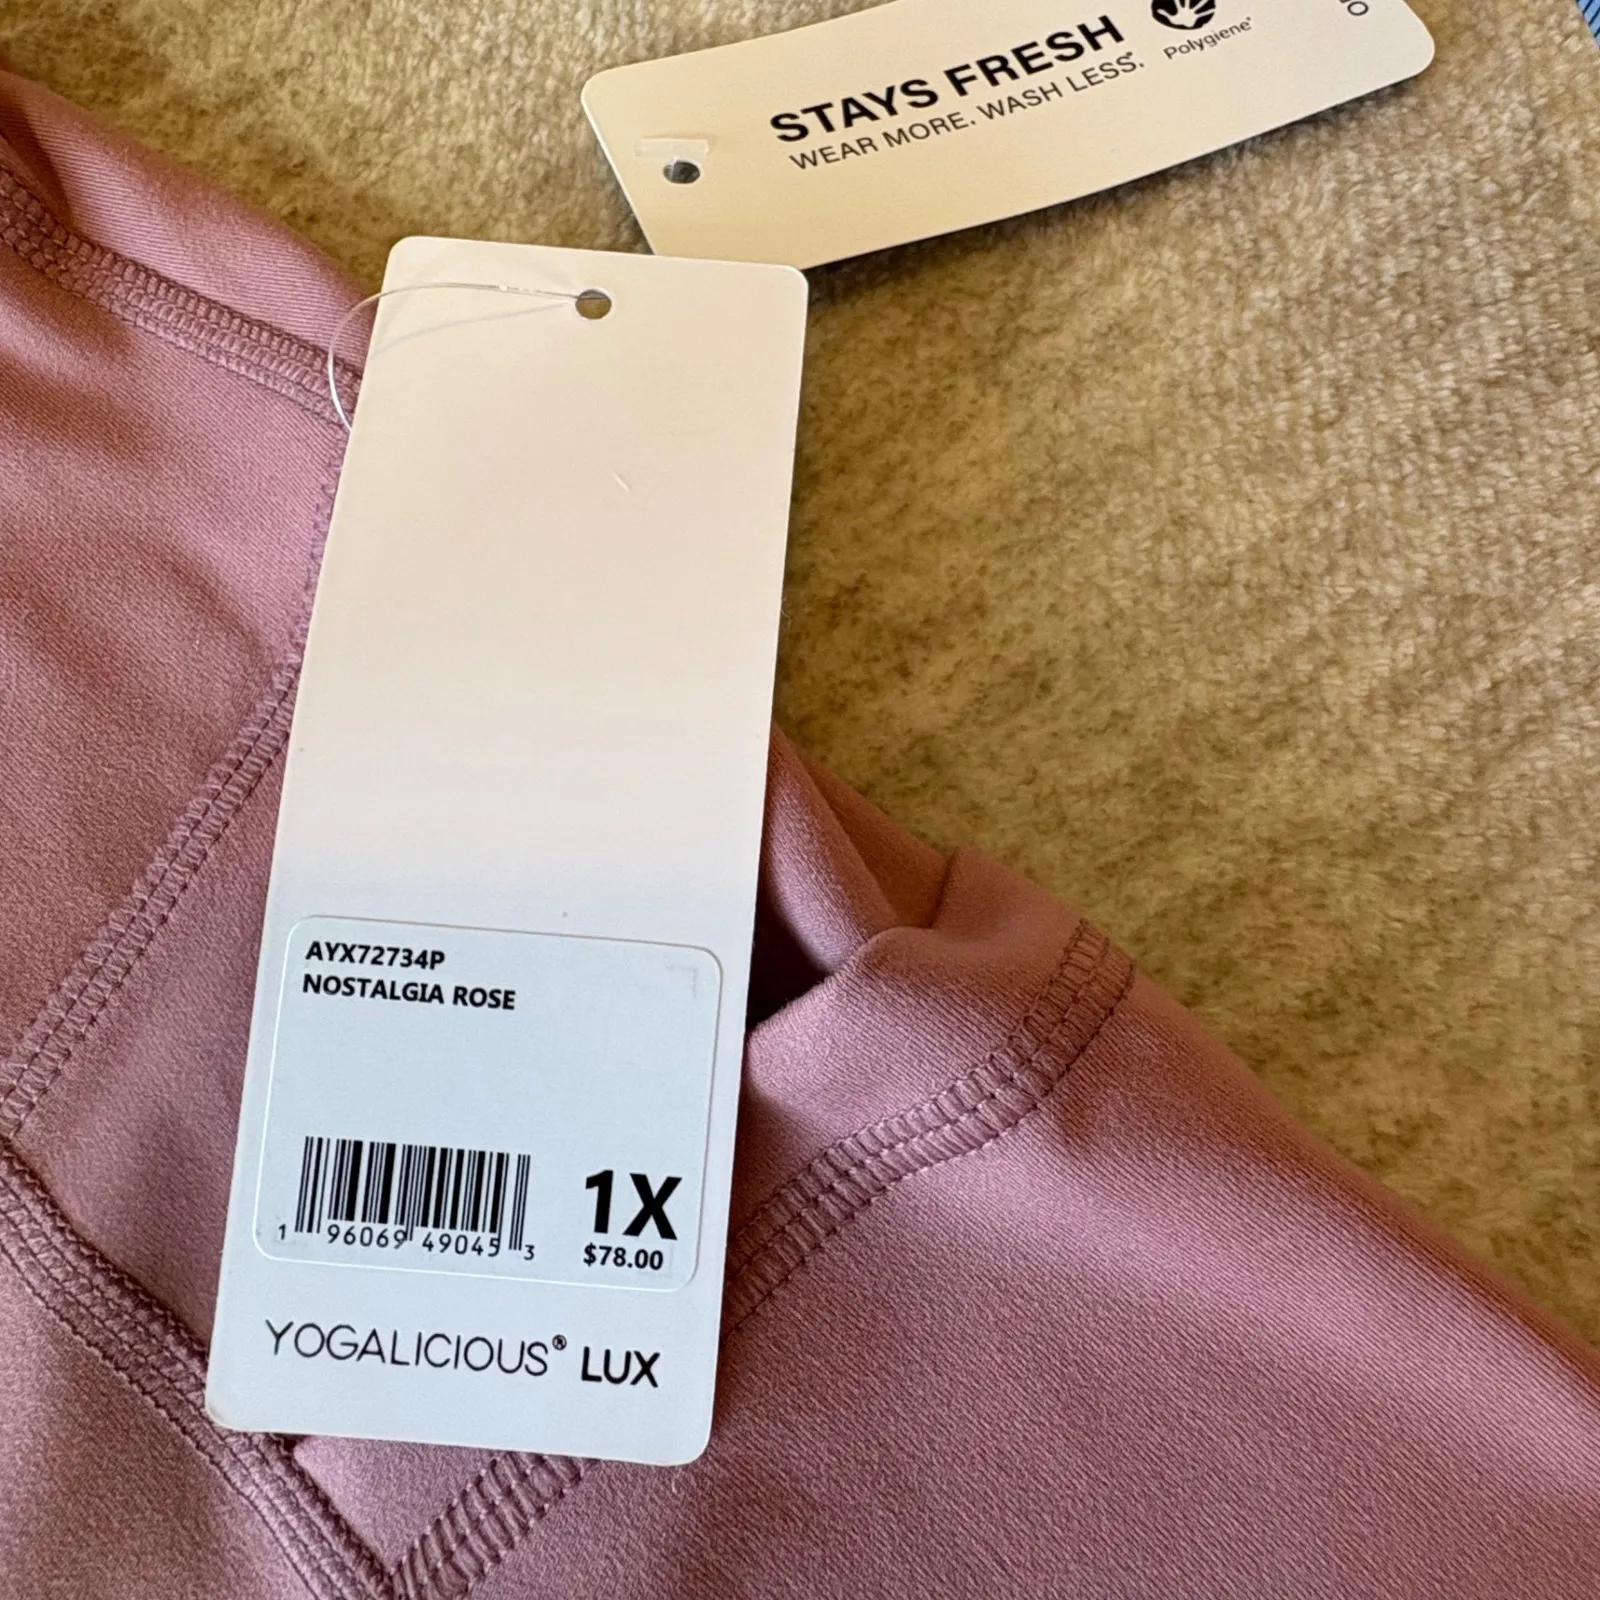 STAYS FRESH
WEAR MORE. WASH LESS.®
Polygiene®
AYX72734P
NOSTALGIA ROSE
1 96069 49045 3
1X
$78.00
YOGALICIOUS® LUX